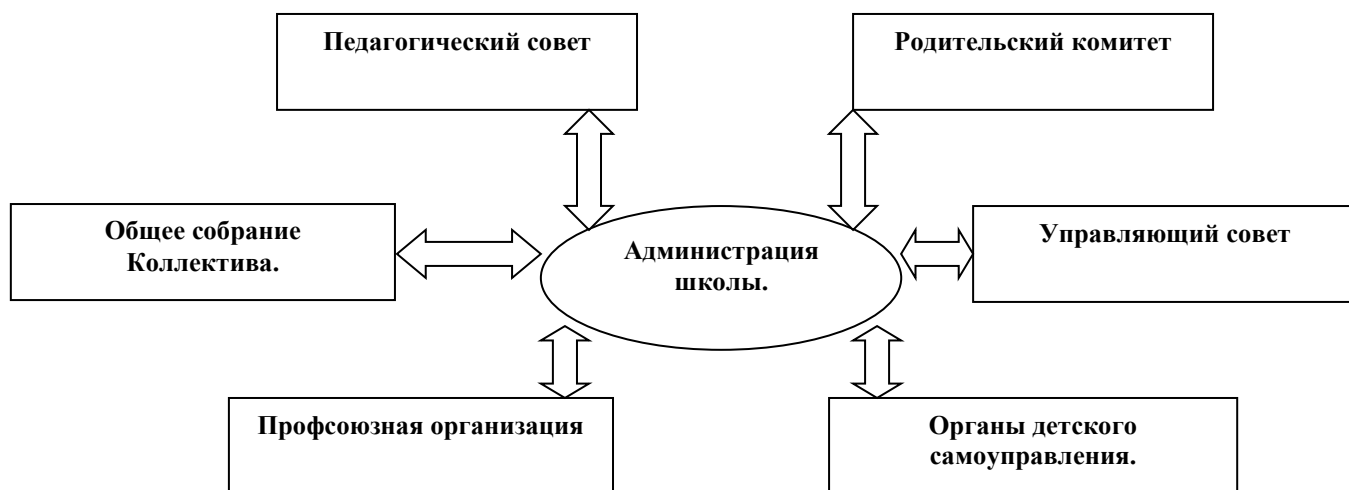 Педагогический совет
Родительский комитет
Общее собрание
Коллектива.
Администрация
школы.
Управляющий совет
Профсоюзная организация
Органы детского
самоуправления.